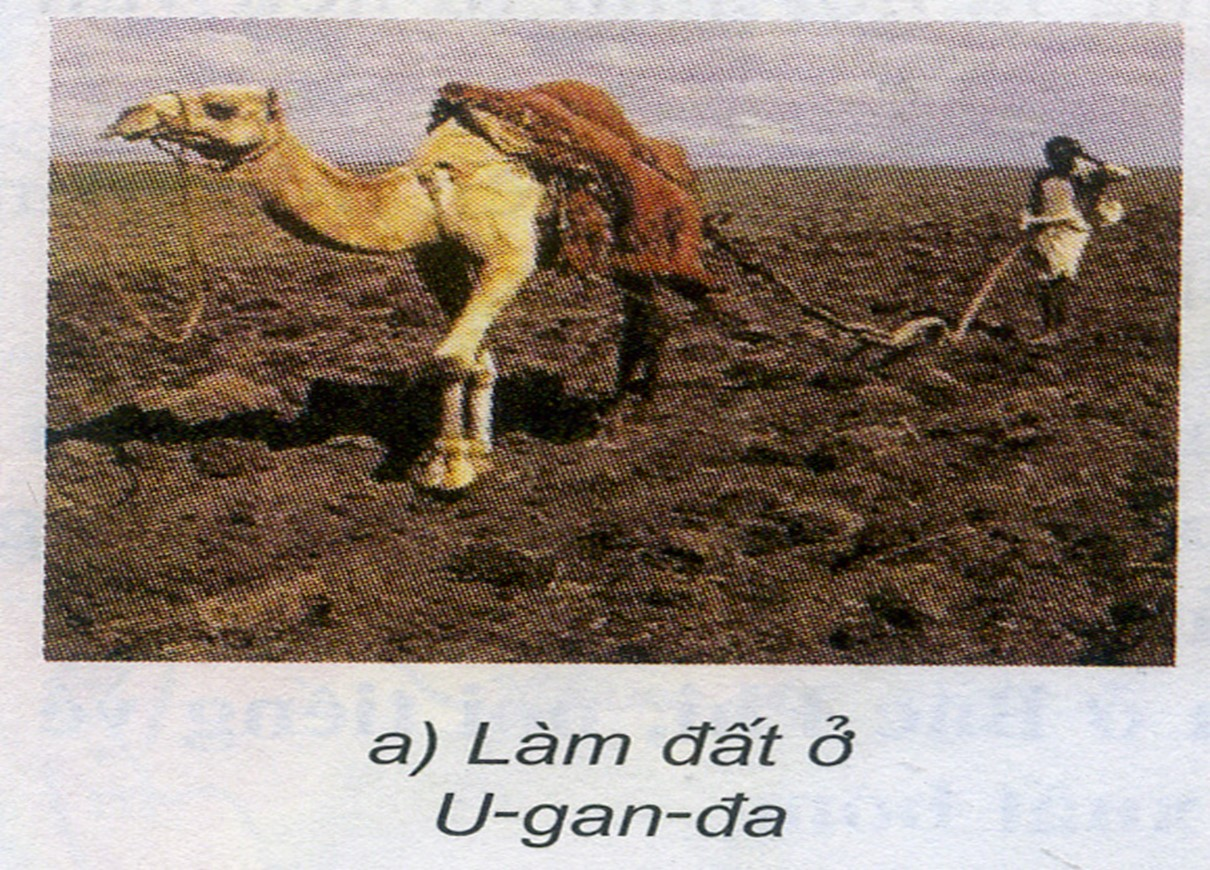 a) Làm đất ở
U-gan-đa